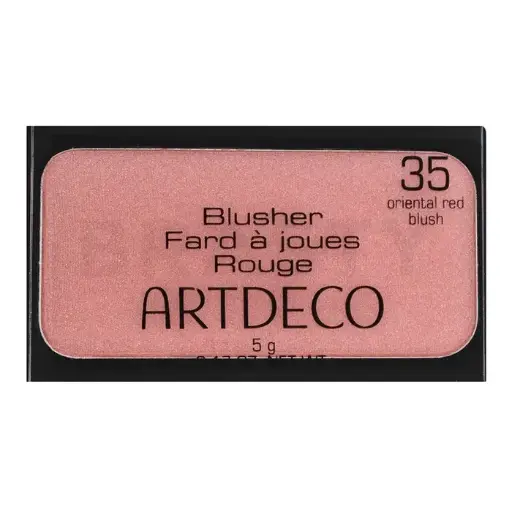 35
oriental red
blush
Blusher
Fard à joues
Rouge
ARTDECO
5 g